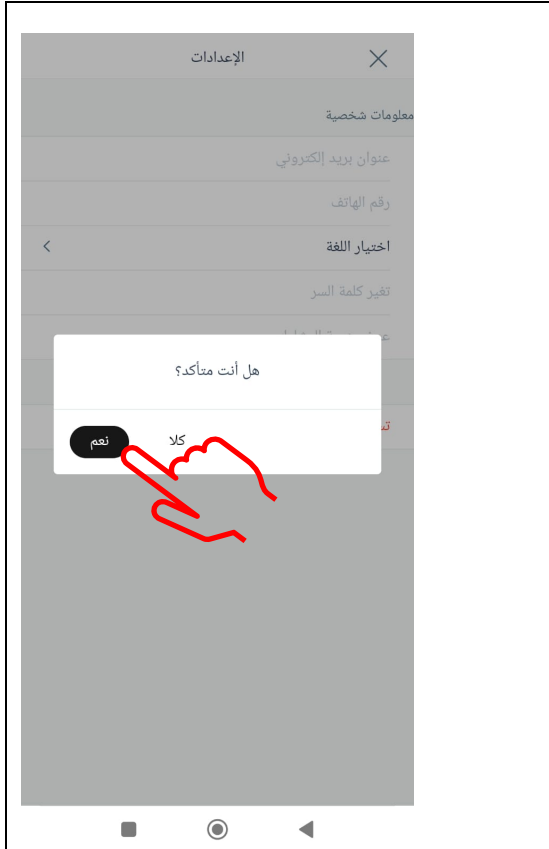 الإعدادات
معلومات شخصية
عنوان بريد إلكتروني
رقم الهاتف
اختيار اللغة
تغير كلمة السر
هل أنت متأكد؟
كلا
نعم